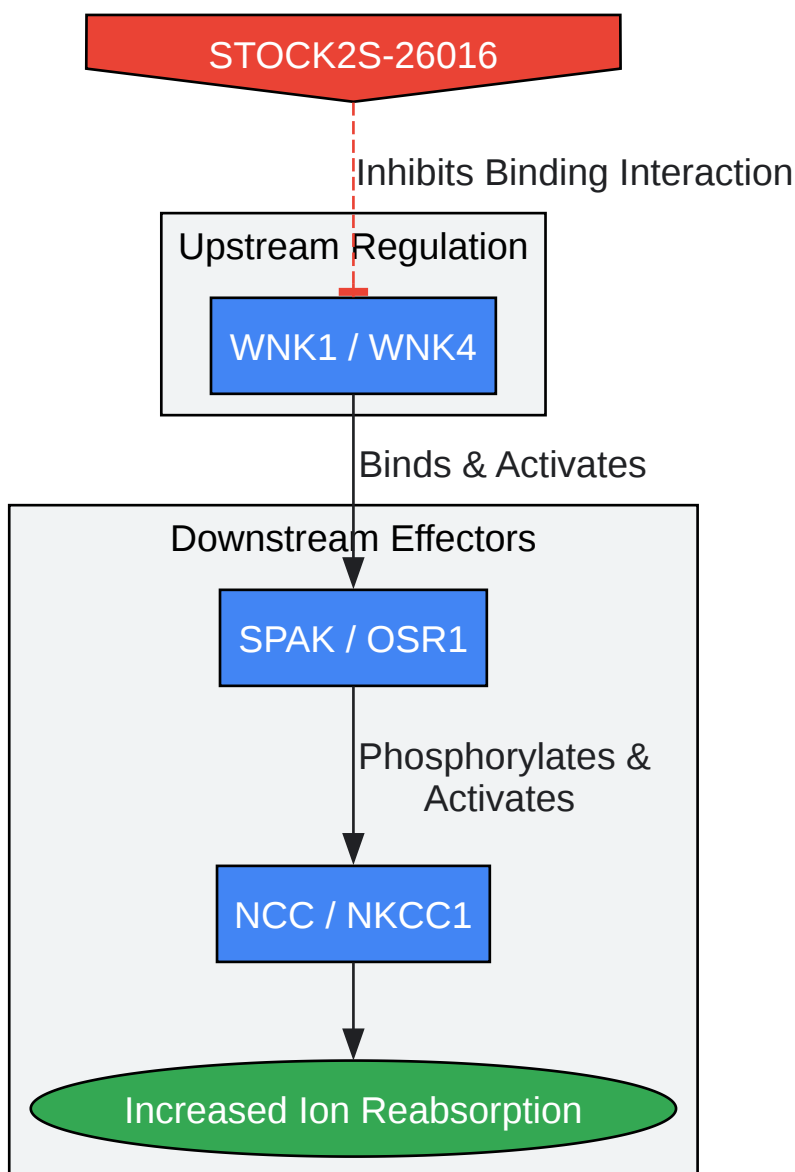 STOCK2S-26016
Inhibits Binding Interaction
Upstream Regulation
WNK1 / WNK4
Binds & Activates
Downstream Effectors
SPAK / OSR1
Phosphorylates &
Activates
NCC / NKCC1
Increased Ion Reabsorption